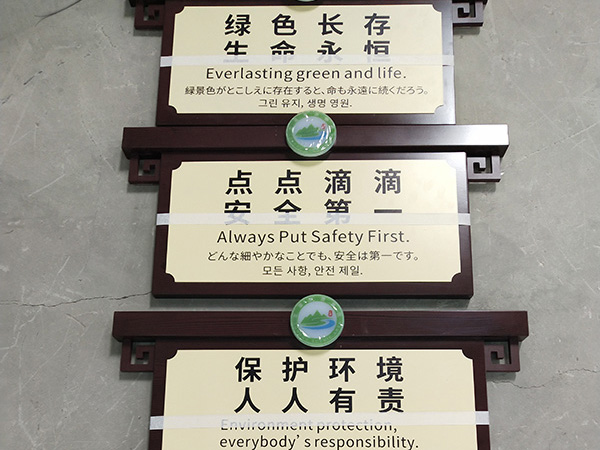 绿色长存
生命永恒
Everlasting green and life.
緑景色がとこしえに存在すると、命も永遠に続くだろう。
그린 유지, 생명 영원.
点点滴滴
安全第一
Always Put Safety First.
どんな細やかなことでも、安全は第一です。
모든 사항, 안전 제일.
保护环境
人人有责
Environment protection,
everybody's responsibility.